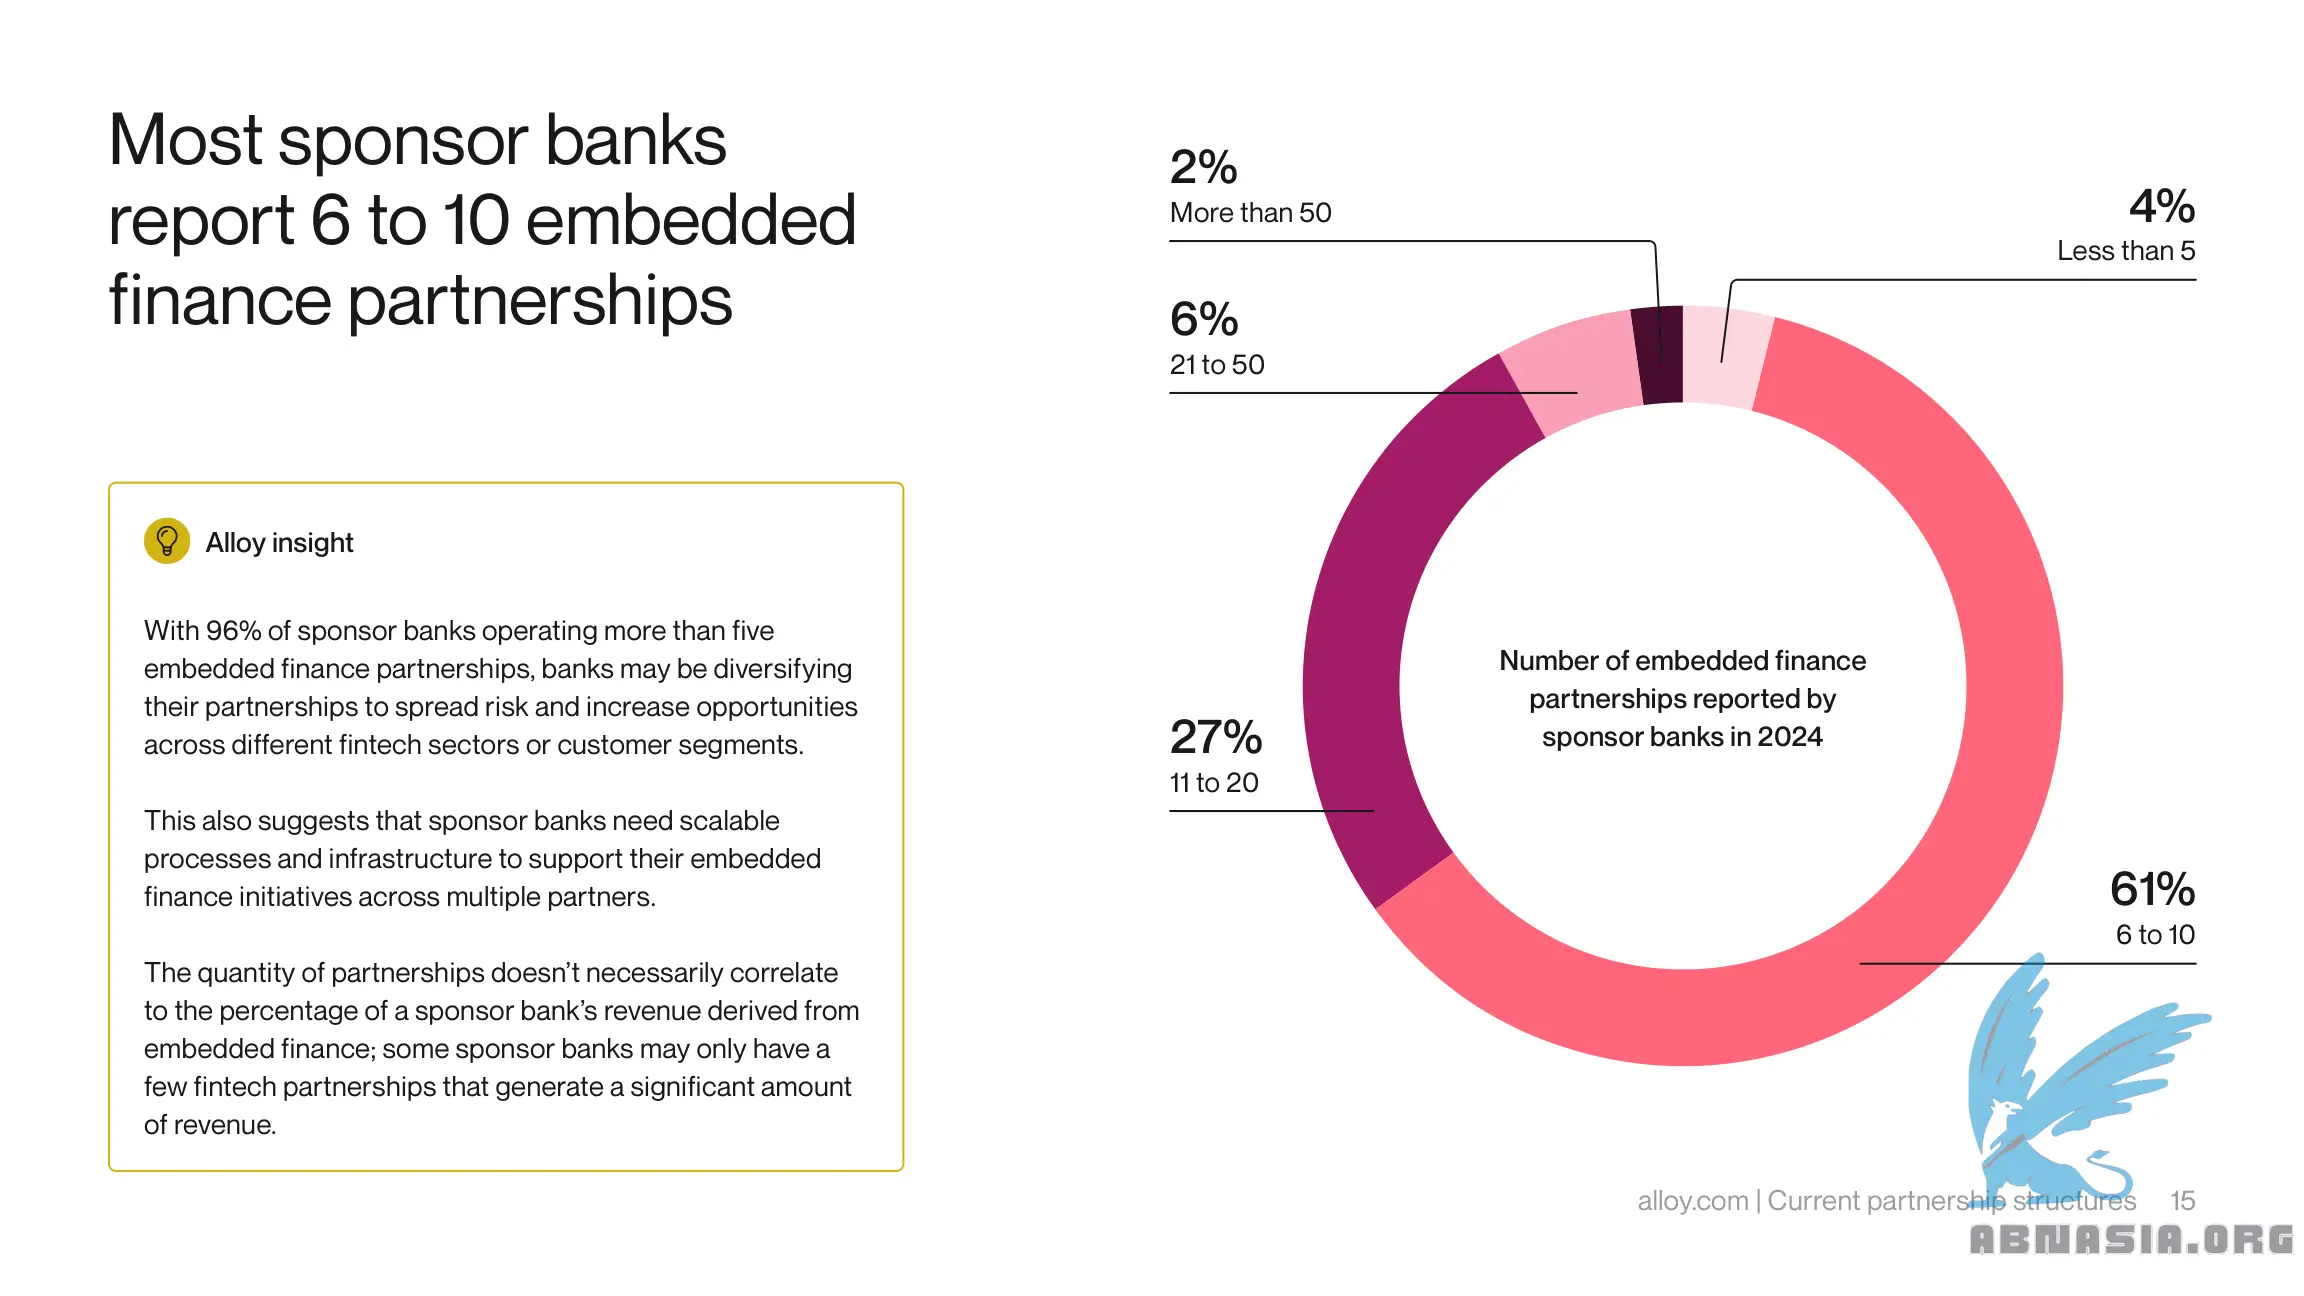 Most sponsor banks
report 6 to 10 embedded
finance partnerships
Alloy insight
With 96% of sponsor banks operating more than five
embedded finance partnerships, banks may be diversifying
their partnerships to spread risk and increase opportunities
across different fintech sectors or customer segments.
This also suggests that sponsor banks need scalable
processes and infrastructure to support their embedded
finance initiatives across multiple partners.
The quantity of partnerships doesn’t necessarily correlate
to the percentage of a sponsor bank’s revenue derived from
embedded finance; some sponsor banks may only have a
few fintech partnerships that generate a significant amount
of revenue.
2%
More than 50
4%
Less than 5
6%
21 to 50
27%
11 to 20
Number of embedded finance
partnerships reported by
sponsor banks in 2024
61%
6 to 10
alloy.com | Current partnership structures 15
ABNASIA.ORG